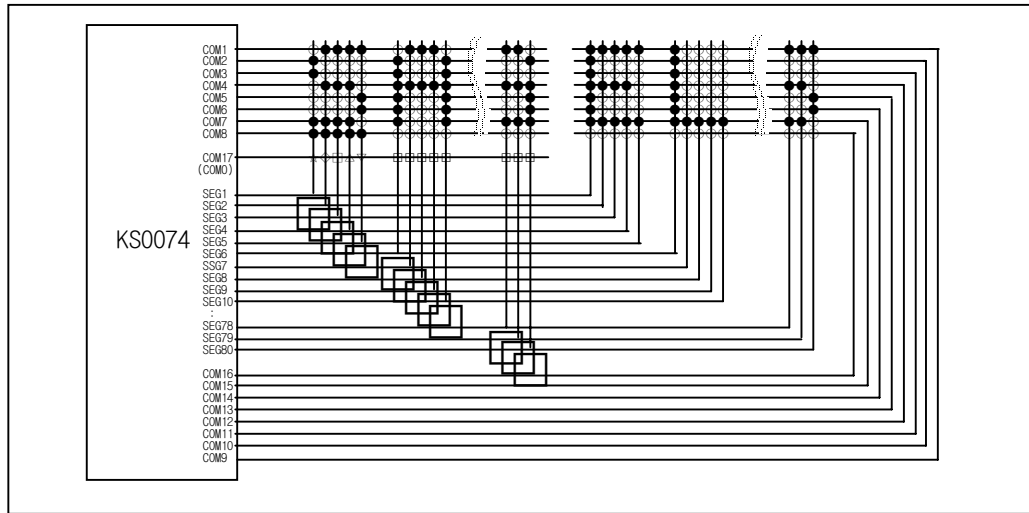 COM1
COM2
COM3
COM4
COM5
COM6
COM7
COM8
COM17
(COM0)
KS0074
SEG1
SEG2
SEG3
SEG4
SEG5
SEG6
SSG7
SEG8
SEG9
SEG10
:
SEG78
SEG79
SEG80
COM16
COM15
COM14
COM13
COM12
COM11
COM10
COM9